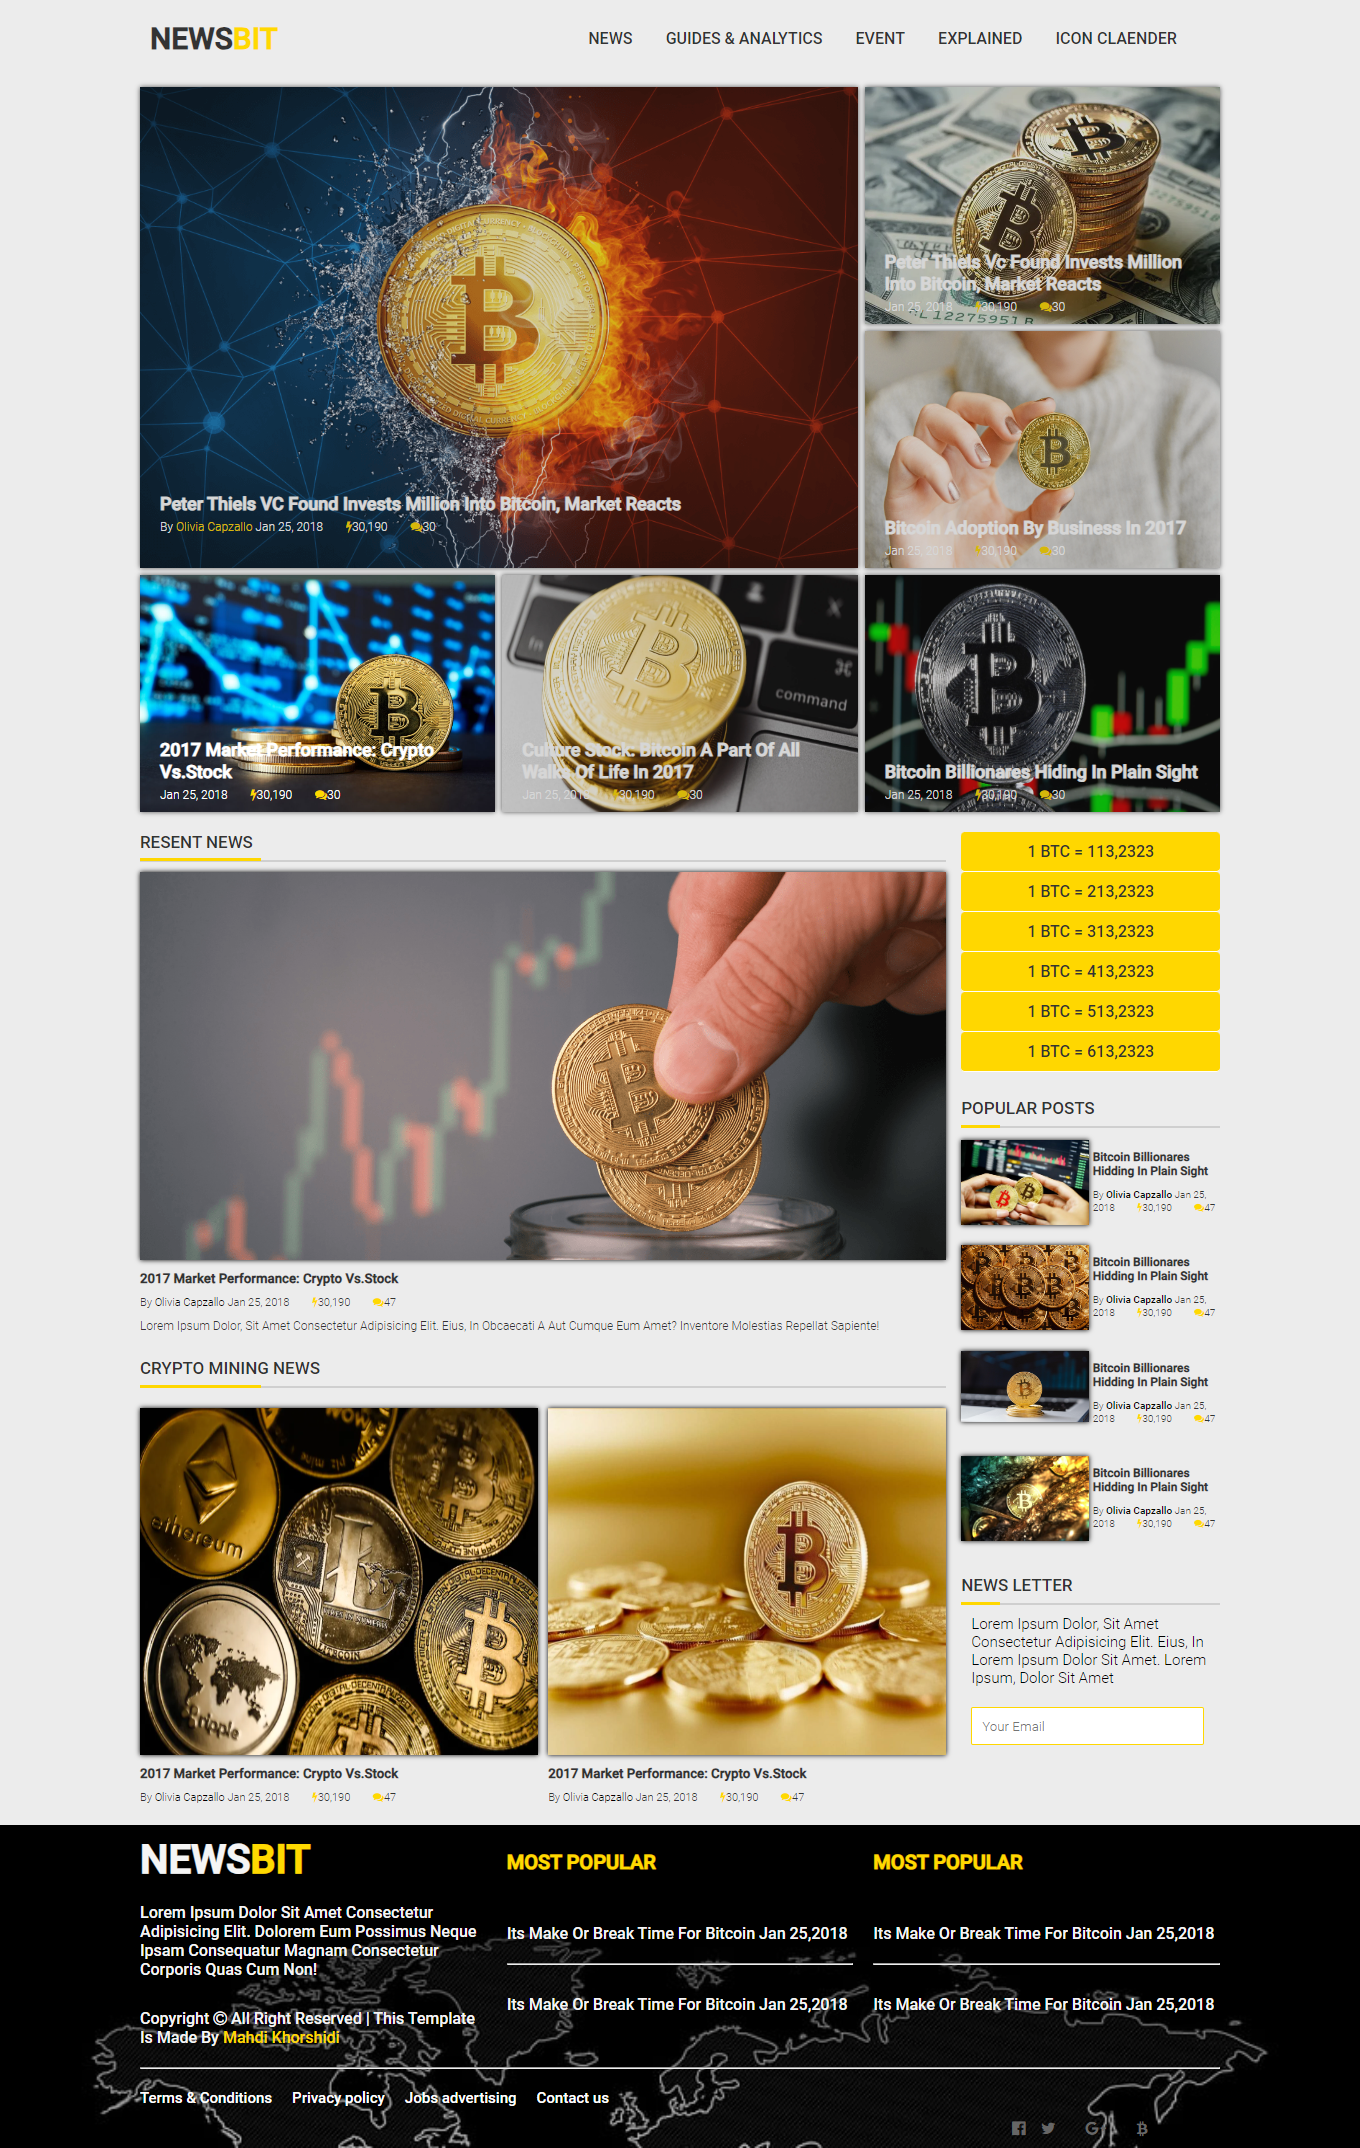 NEWSBIT
NEWS GUIDES & ANALYTICS EVENT EXPLAINED ICON CLAENDER
Peter Thiels VC Found Invests Million Into Bitcoin, Market Reacts
By Olivia Capzallo Jan 25, 2018 30,190 30
Peter Thiels Vc Found Invests Million
Into Bitcoin, Market Reacts
Jan 25, 2018 30,190 30
L 12275951 B
Bitcoin Adoption By Business In 2017
Jan 25, 2018 30,190 30
2017 Market Performance: Crypto
Vs.Stock
Jan 25, 2018 30,190 30
command
Culture Stock: Bitcoin A Part Of All
Walks Of Life In 2017
Jan 25, 2018 30,190 30
Bitcoin Billionares Hiding In Plain Sight
Jan 25, 2018 30,190 30
RESENT NEWS
2017 Market Performance: Crypto Vs.Stock
By Olivia Capzallo Jan 25, 2018 30,190 47
Lorem Ipsum Dolor, Sit Amet Consectetur Adipisicing Elit. Eius, In Obcaecati A Aut Cumque Eum Amet? Inventore Molestias Repellat Sapiente!
CRYPTO MINING NEWS
ethereum
ripple
2017 Market Performance: Crypto Vs.Stock
By Olivia Capzallo Jan 25, 2018 30,190 47
2017 Market Performance: Crypto Vs.Stock
By Olivia Capzallo Jan 25, 2018 30,190 47
1 BTC = 113,2323
1 BTC = 213,2323
1 BTC = 313,2323
1 BTC = 413,2323
1 BTC = 513,2323
1 BTC = 613,2323
POPULAR POSTS
Bitcoin Billionares
Hidding In Plain Sight
By Olivia Capzallo Jan 25,
2018 30,190 47
Bitcoin Billionares
Hidding In Plain Sight
By Olivia Capzallo Jan 25,
2018 30,190 47
Bitcoin Billionares
Hidding In Plain Sight
By Olivia Capzallo Jan 25,
2018 30,190 47
Bitcoin Billionares
Hidding In Plain Sight
By Olivia Capzallo Jan 25,
2018 30,190 47
NEWS LETTER
Lorem Ipsum Dolor, Sit Amet
Consectetur Adipisicing Elit. Eius, In
Lorem Ipsum Dolor Sit Amet. Lorem
Ipsum, Dolor Sit Amet
Your Email
NEWSBIT
Lorem Ipsum Dolor Sit Amet Consectetur
Adipisicing Elit. Dolorem Eum Possimus Neque
Ipsam Consequatur Magnam Consectetur
Corporis Quas Cum Non!
Copyright © All Right Reserved | This Template
Is Made By Mahdi Khorshidi
MOST POPULAR
Its Make Or Break Time For Bitcoin Jan 25,2018
Its Make Or Break Time For Bitcoin Jan 25,2018
MOST POPULAR
Its Make Or Break Time For Bitcoin Jan 25,2018
Its Make Or Break Time For Bitcoin Jan 25,2018
Terms & Conditions Privacy policy Jobs advertising Contact us